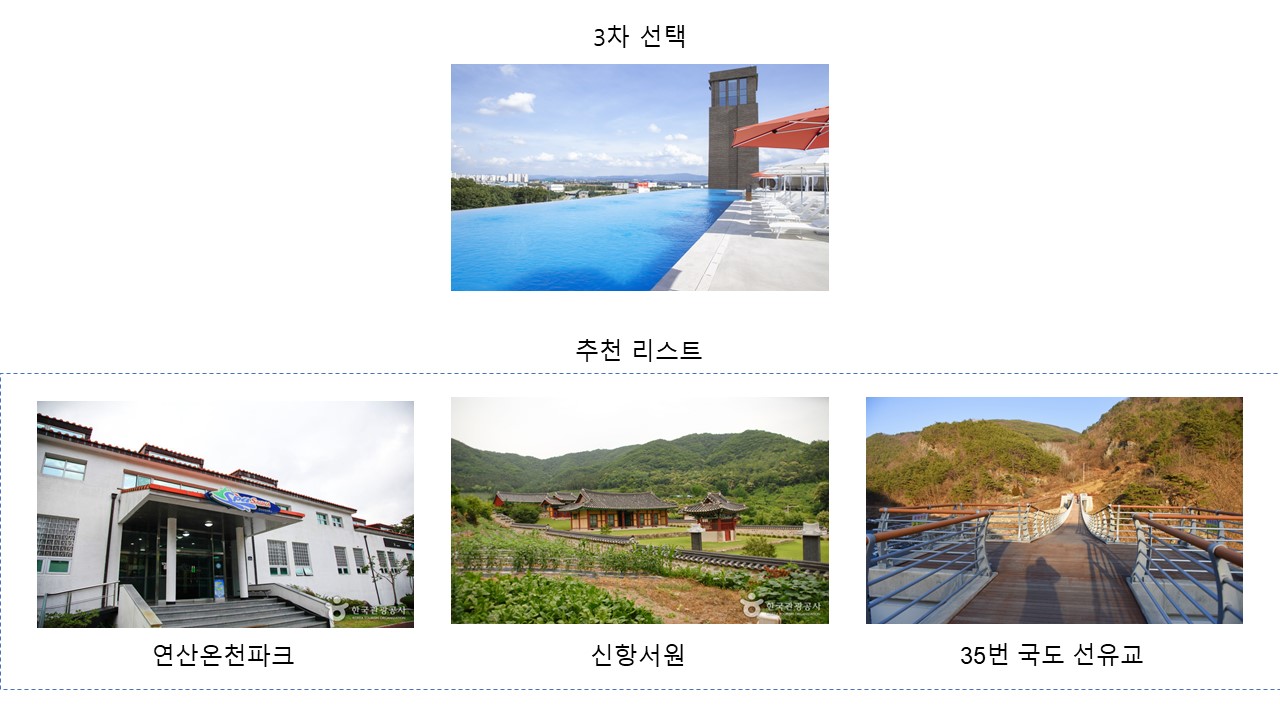 3차 선택
추천 리스트
한국관광공사
한국관광공사
연산온천파크
신항서원
35번 국도 선유교